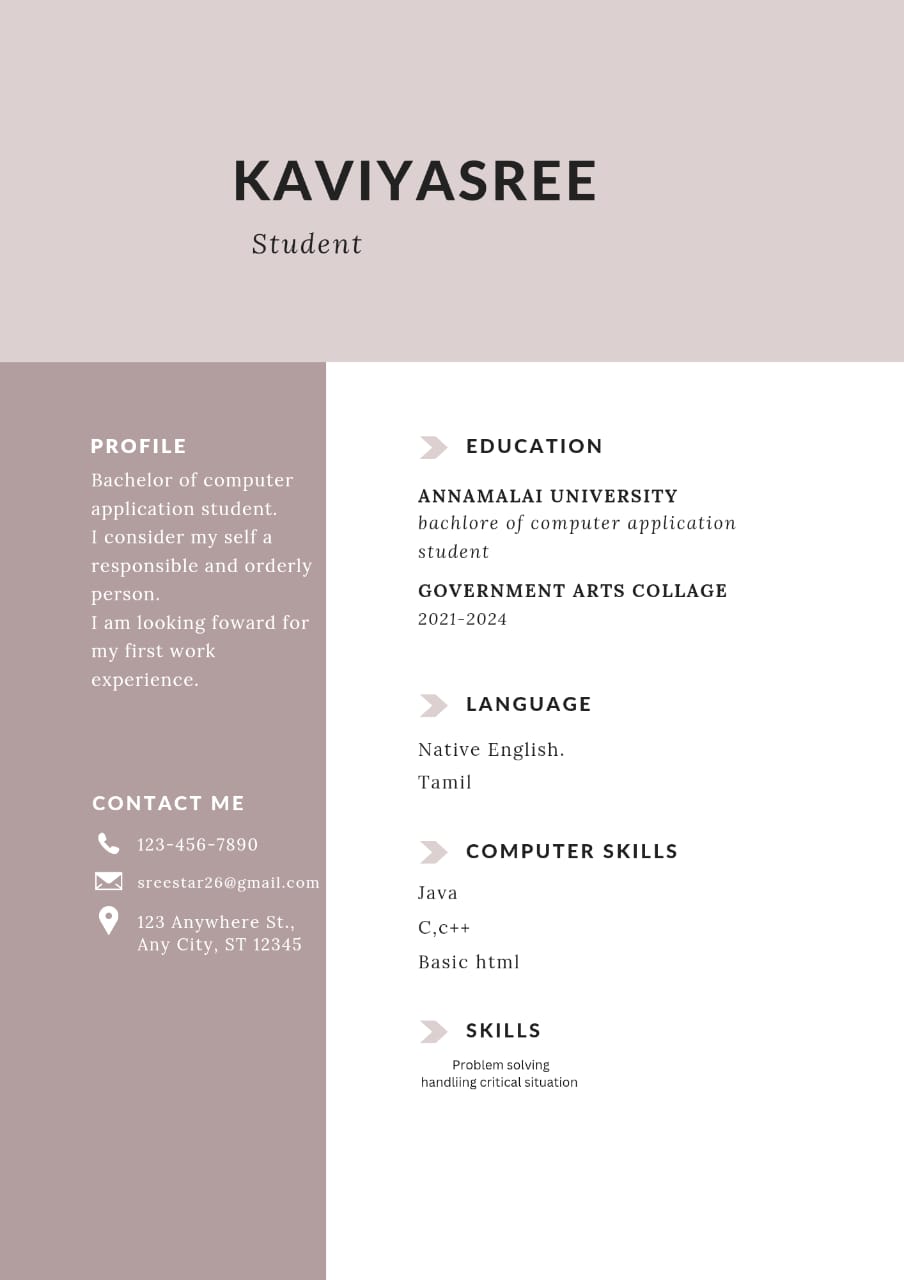 KAVIYASREE
Student
PROFILE
Bachelor of computer
application student.
I consider my self a
responsible and orderly
person.
I am looking foward for
my first work
experience.
CONTACT ME
123-456-7890
sreestar26@gmail.com
123 Anywhere St.,
Any City, ST 12345
EDUCATION
ANNAMALAI UNIVERSITY
bachlore of computer application
student
GOVERNMENT ARTS COLLAGE
2021-2024
LANGUAGE
Native English.
Tamil
COMPUTER SKILLS
Java
C,c++
Basic html
SKILLS
Problem solving
handliing critical situation